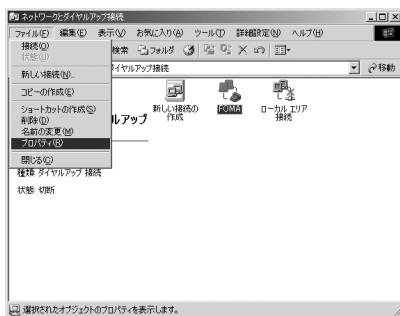 ネットワークとダイヤルアップ接続
ファイル(F) 編集(E) 表示(V) お気に入り(A) ツール(T) 詳細設定(N) ヘルプ(H)
接続(O)
状態(U)
新しい接続(N)...
コピーの作成(E)
ショートカットの作成(S)
削除(D)
名前の変更(M)
プロパティ(R)
閉じる(C)
検索 フォルダ
イヤルアップ接続 移動
ルアップ
新しい接続の作成
FOMA
ローカル エリア接続
種類: ダイヤルアップ 接続
状態: 切断
選択されたオブジェクトのプロパティを表示します。